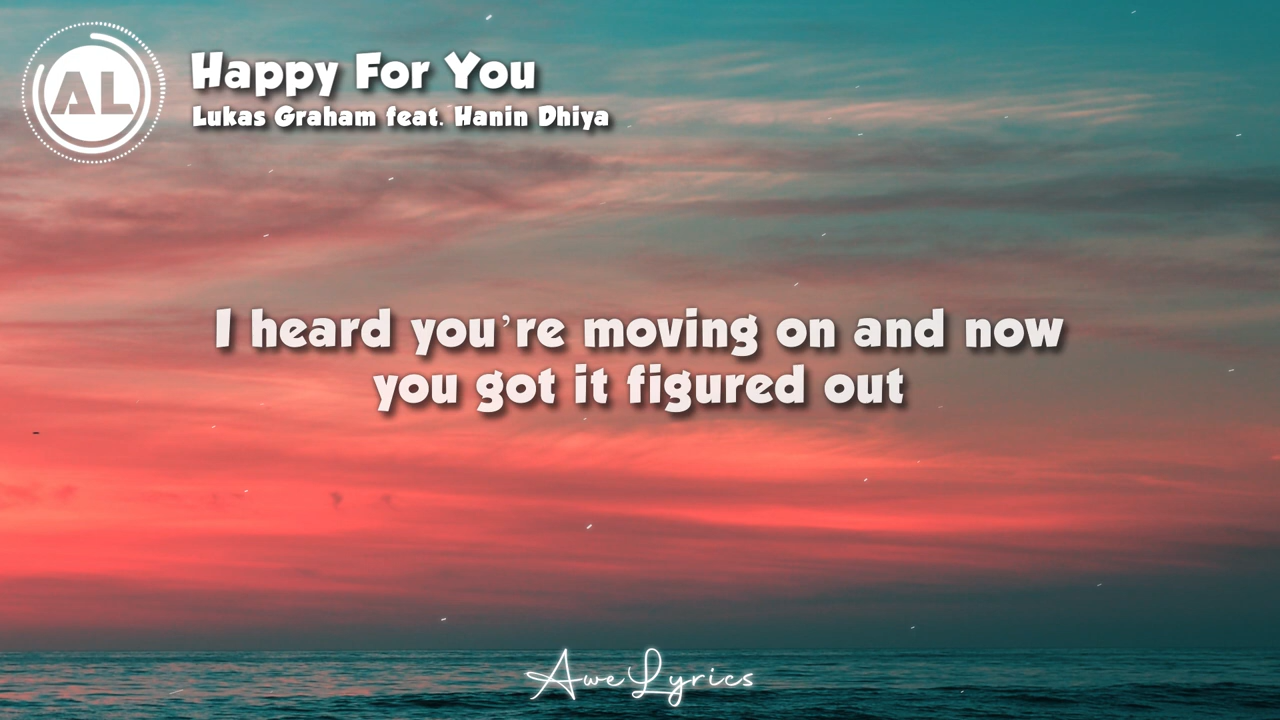 AL
Happy For You
Lukas Graham feat. Hanin Dhiya
I heard you're moving on and now
you got it figured out
AweLyrics